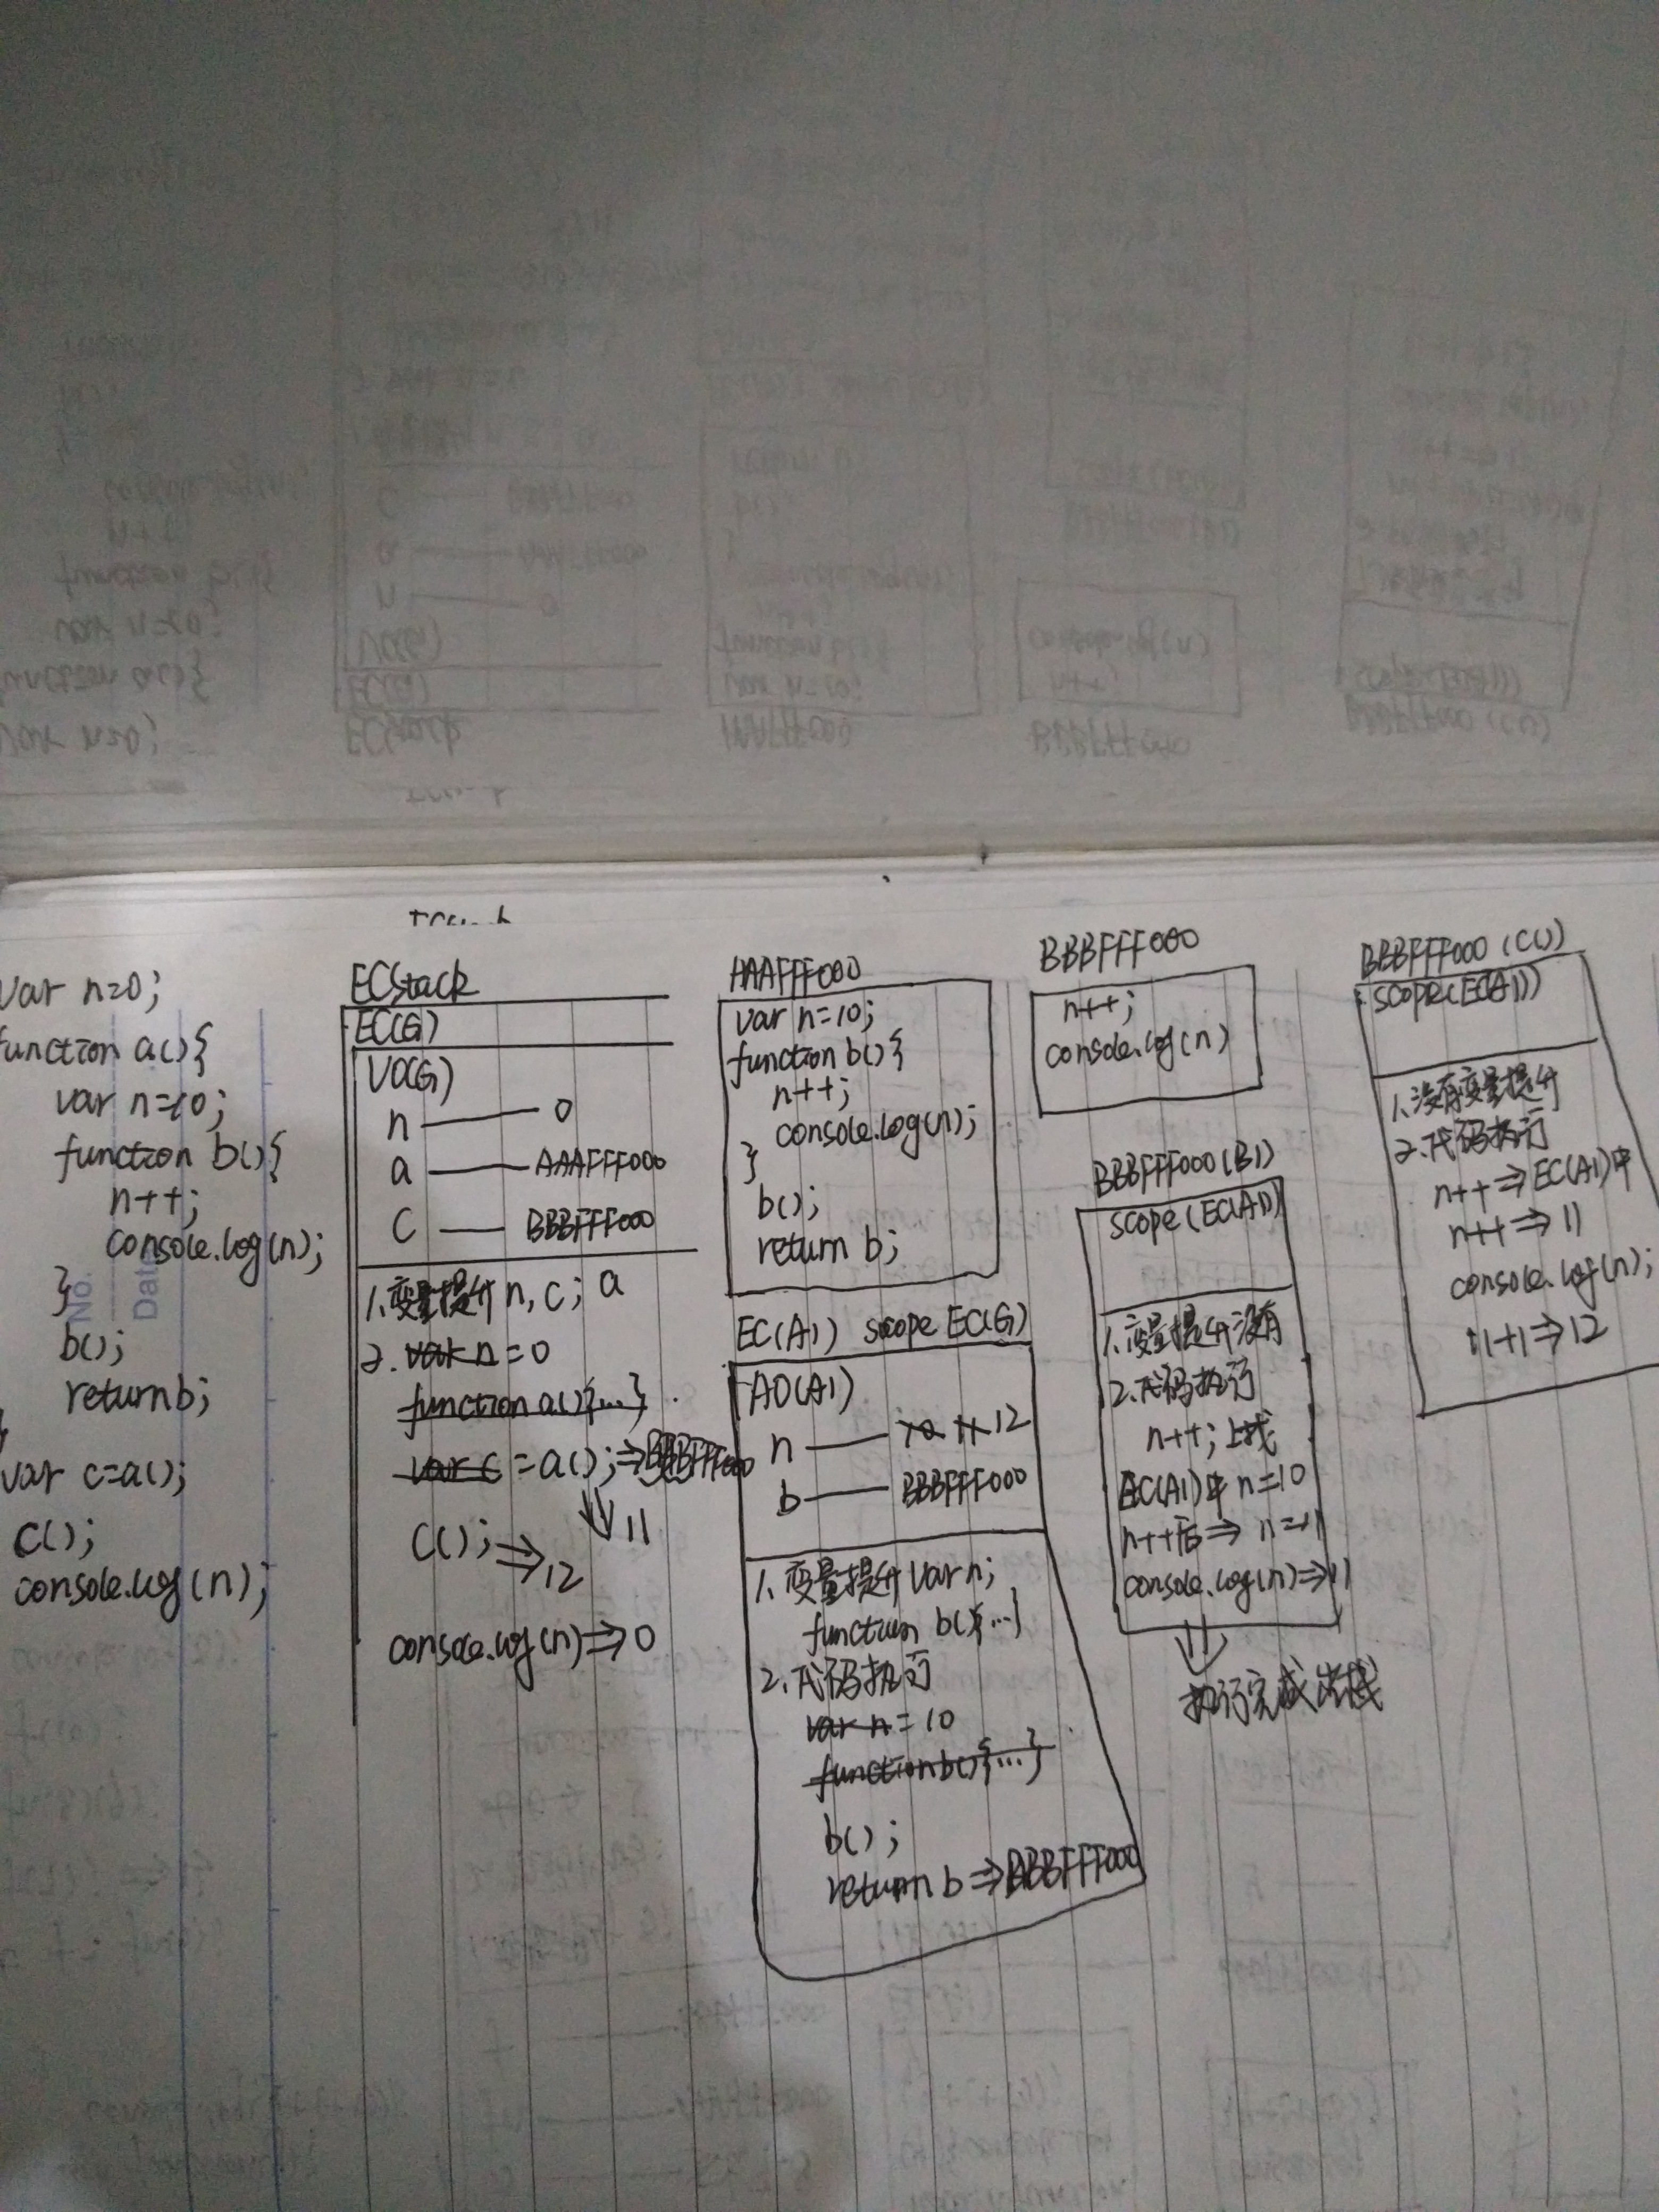 var n=0;
function a(){
var n=10;
function b(){
n++;
console.log(n);
}
b();
return b;
}
var c=a();
c();
console.log(n);
No.
Date
ECStack
EC(G)
VO(G)
n —— 0
a —— AAAFFF000
c —— BBBFFF000
1.变量提升 n, c; a
2. var n=0
function a(){...}
var c = a(); ⇒BBBFFF000
⇓ 11
c(); ⇒12
console.log(n)⇒0
AAAFFF000
var n=10;
function b(){
n++;
console.log(n);
}
b();
return b;
EC(A1) scope EC(G)
AO(A1)
n —— 10 11 12
b —— BBBFFF000
1.变量提升 var n;
function b(){...}
2.代码执行
var n=10
function b(){...}
b();
return b ⇒BBBFFF000
BBBFFF000
n++;
console.log(n)
BBBFFF000(B1)
scope(EC(A1))
1.变量提升没有
2.代码执行
n++; 上找
EC(A1)中 n=10
n++后⇒ n=11
console.log(n)⇒11
⇓
执行完成出栈
BBBFFF000 (C())
scope(EC(A1))
1.没有变量提升
2.代码执行
n++⇒EC(A1)中
n++⇒11
console.log(n);
11+1⇒12